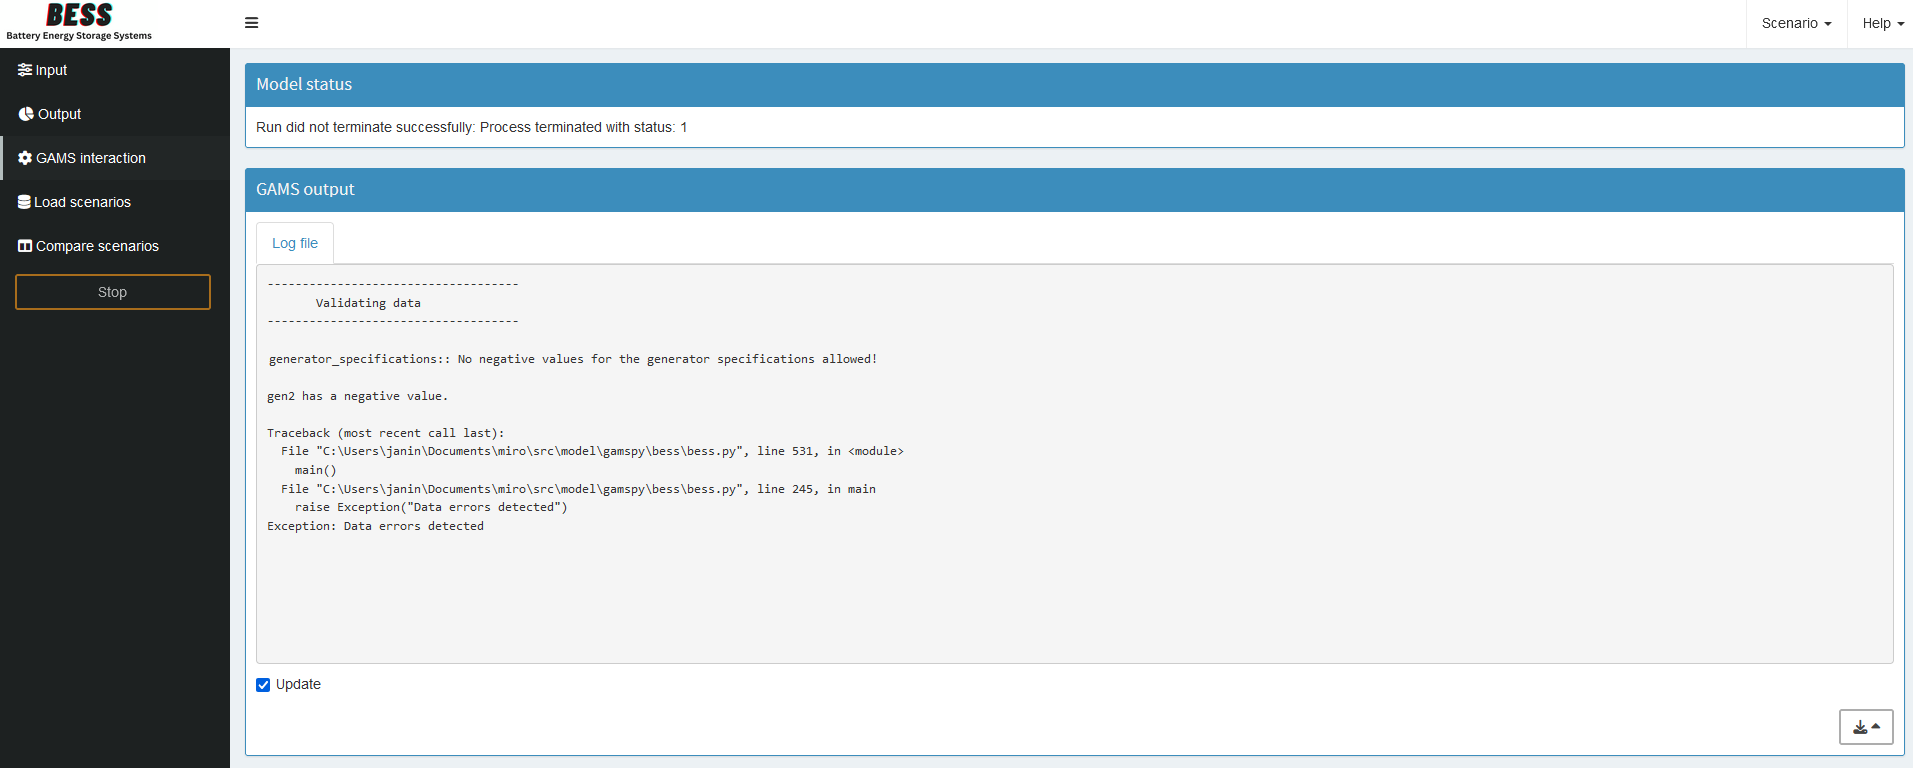 BESS
Battery Energy Storage Systems
Scenario
Help
Input
Output
GAMS interaction
Load scenarios
Compare scenarios
Stop
Model status
Run did not terminate successfully: Process terminated with status: 1
GAMS output
Log file
------------------------------------
Validating data
------------------------------------
generator_specifications:: No negative values for the generator specifications allowed!
gen2 has a negative value.
Traceback (most recent call last):
File "C:\Users\janin\Documents\miro\src\model\gamspy\bess\bess.py", line 531, in <module>
main()
File "C:\Users\janin\Documents\miro\src\model\gamspy\bess\bess.py", line 245, in main
raise Exception("Data errors detected")
Exception: Data errors detected
Update